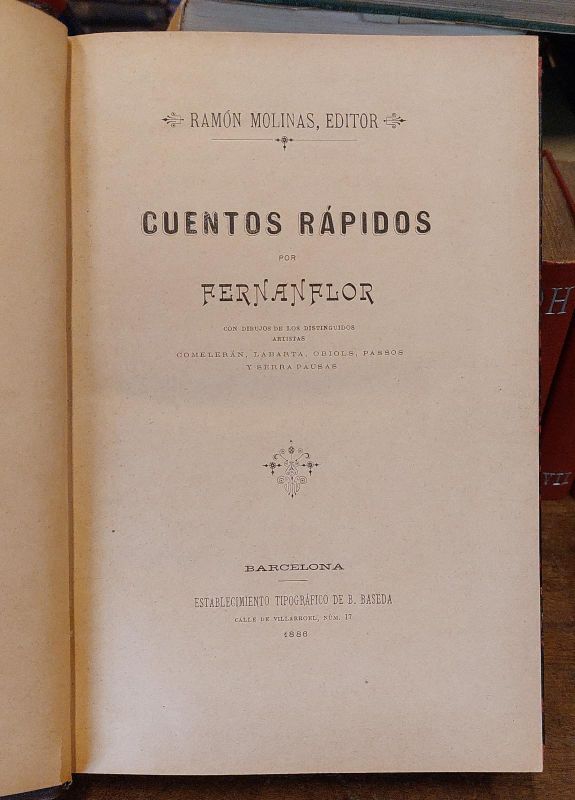 RAMÓN MOLINAS, EDITOR
CUENTOS RÁPIDOS
POR
FERNANFLOR
CON DIBUJOS DE LOS DISTINGUIDOS
ARTISTAS
COMELERÁN, LABARTA, OBIOLS, PASSOS
Y SERRA PAUSAS
BARCELONA
ESTABLECIMIENTO TIPOGRÁFICO DE B. BASEDA
CALLE DE VILLARROEL, NÚM. 17
1886
H
VII